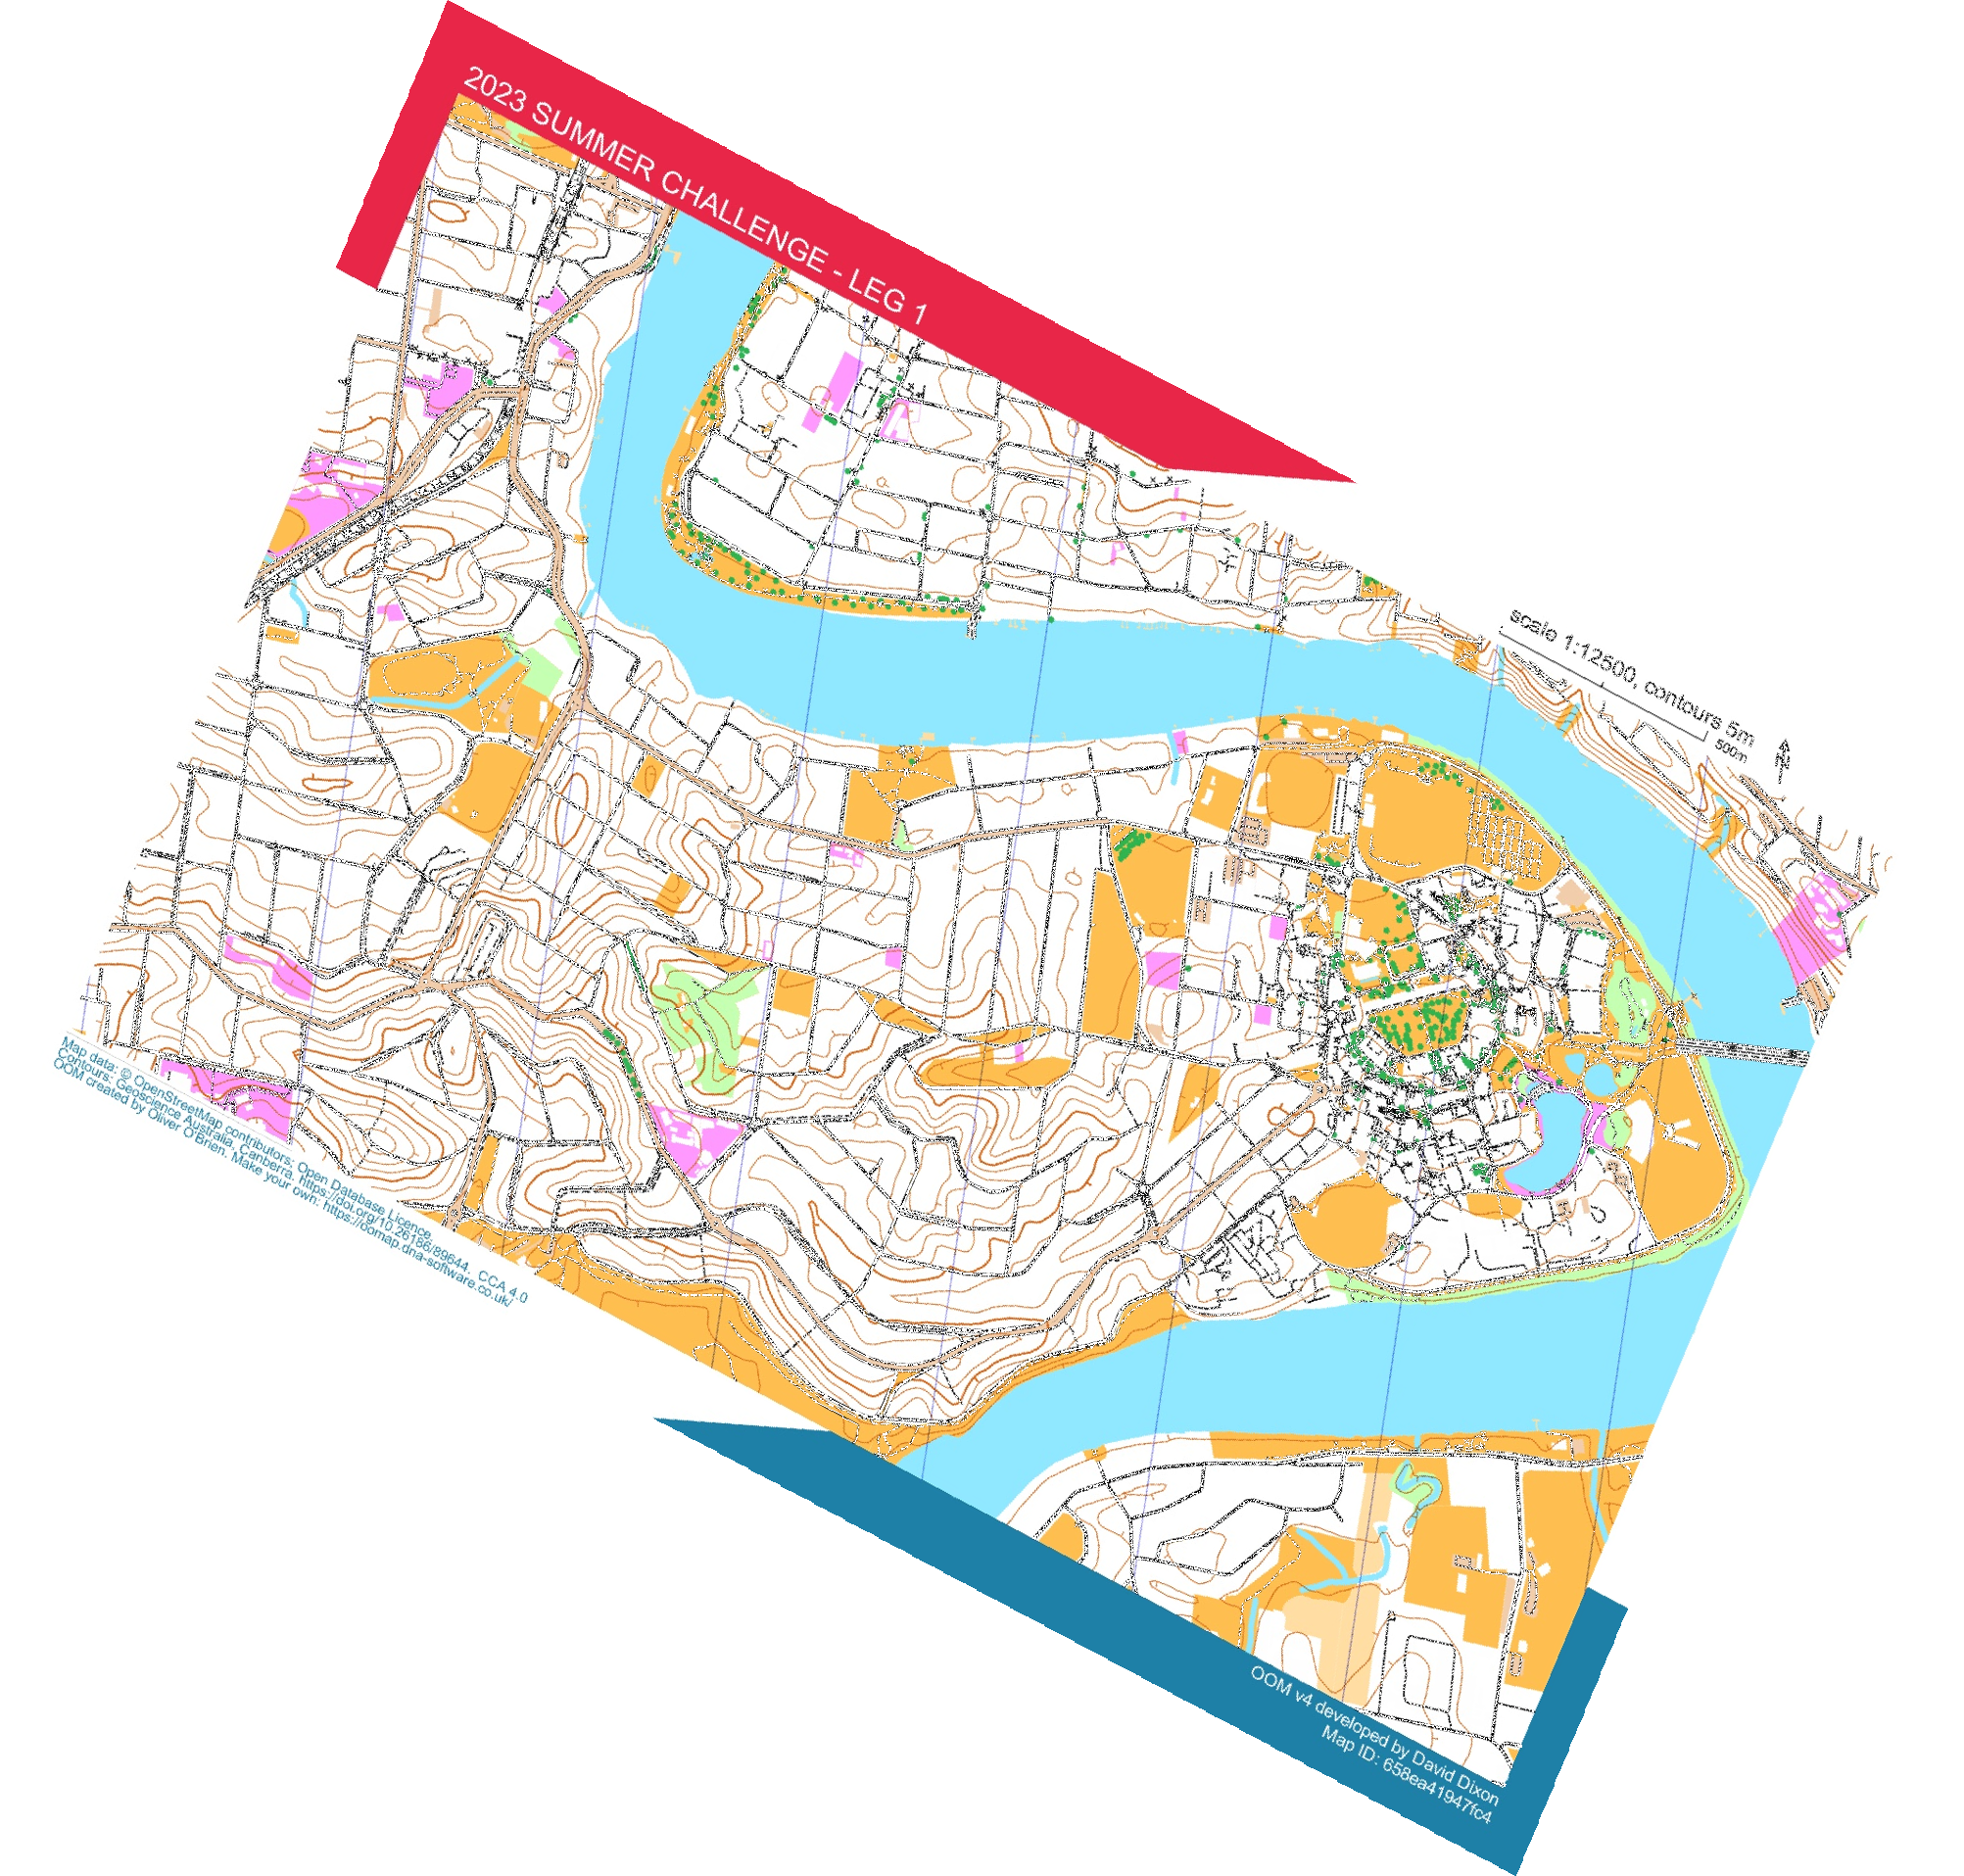 2023 SUMMER CHALLENGE - LEG 1
scale 1:12500, contours 5m
500m
Map data: © OpenStreetMap contributors: Open Database Licence.
Contours: Geoscience Australia, Canberra. https://doi.org/10.26186/89644. CCA 4.0
OOM created by Oliver O'Brien. Make your own: https://oomap.dna-software.co.uk/
OOM v4 developed by David Dixon
Map ID: 658ea41947fc4